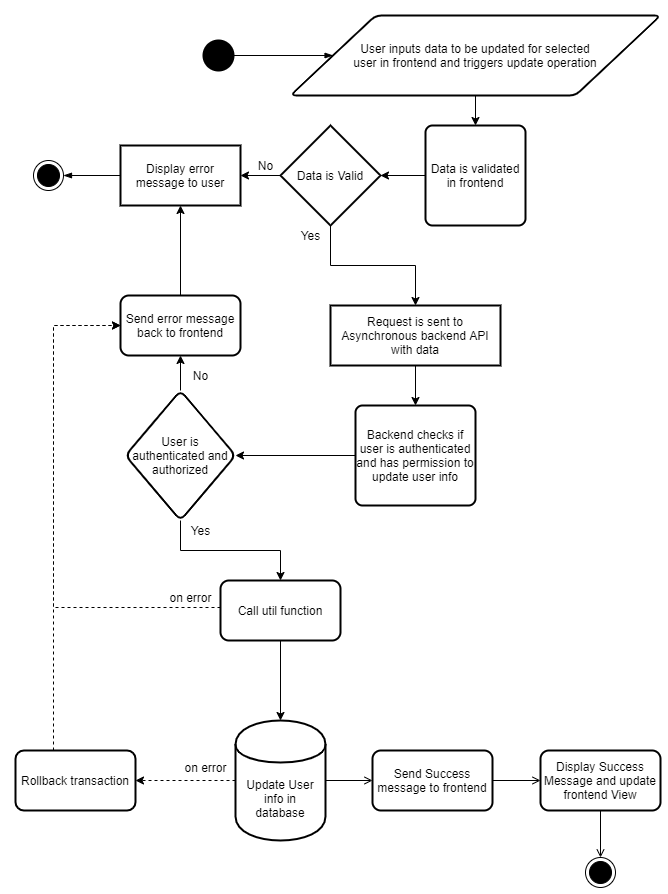 User inputs data to be updated for selected
user in frontend and triggers update operation
Display error
message to user
No
Data is Valid
Data is validated
in frontend
Yes
Send error message
back to frontend
Request is sent to
Asynchronous backend API
with data
No
User is
authenticated and
authorized
Backend checks if
user is authenticated
and has permission to
update user info
Yes
on error
Call util function
on error
Rollback transaction
Update User
info in
database
Send Success
message to frontend
Display Success
Message and update
frontend View